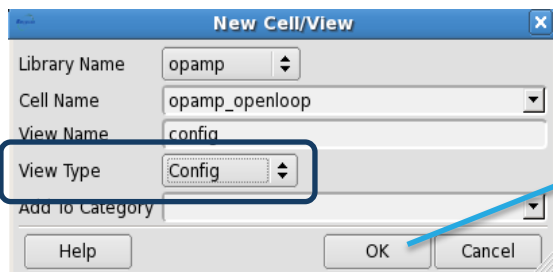 New Cell/View
Library Name opamp
Cell Name opamp_openloop
View Name config
View Type Config
Add To Category
Help OK Cancel